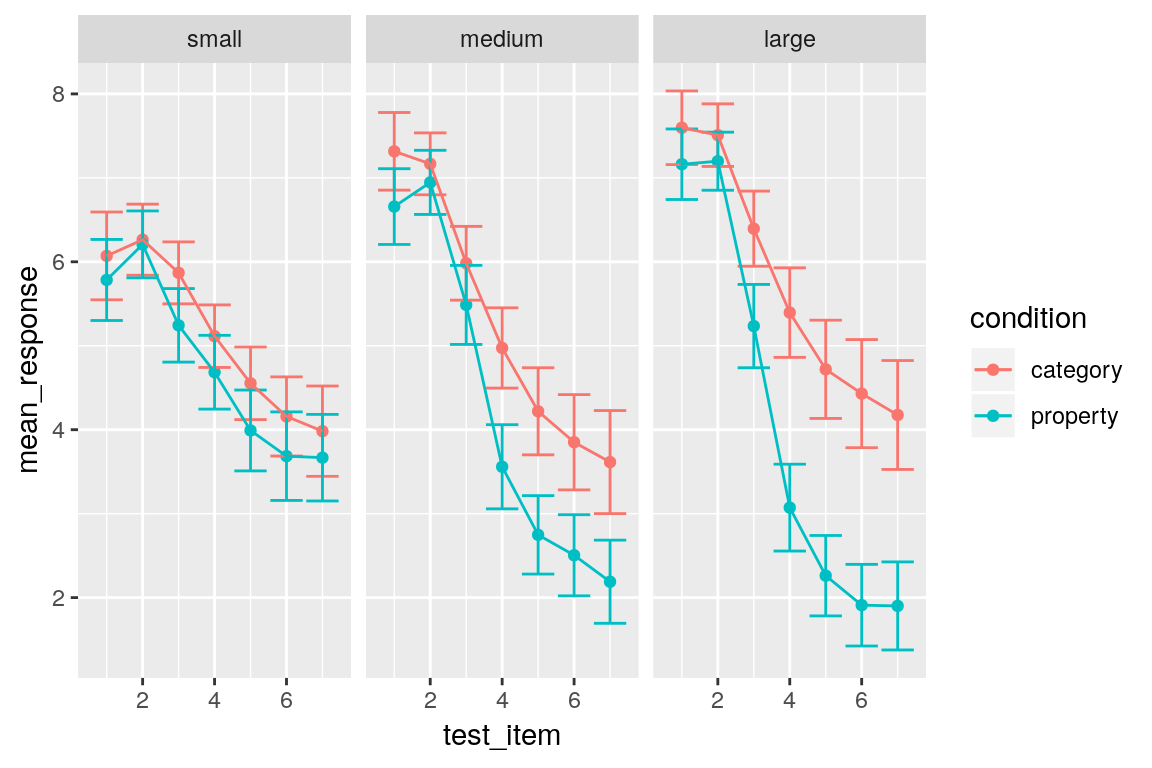 small medium large
8
6
4
2
mean_response
2 4 6 2 4 6 2 4 6
test_item
condition
category
property